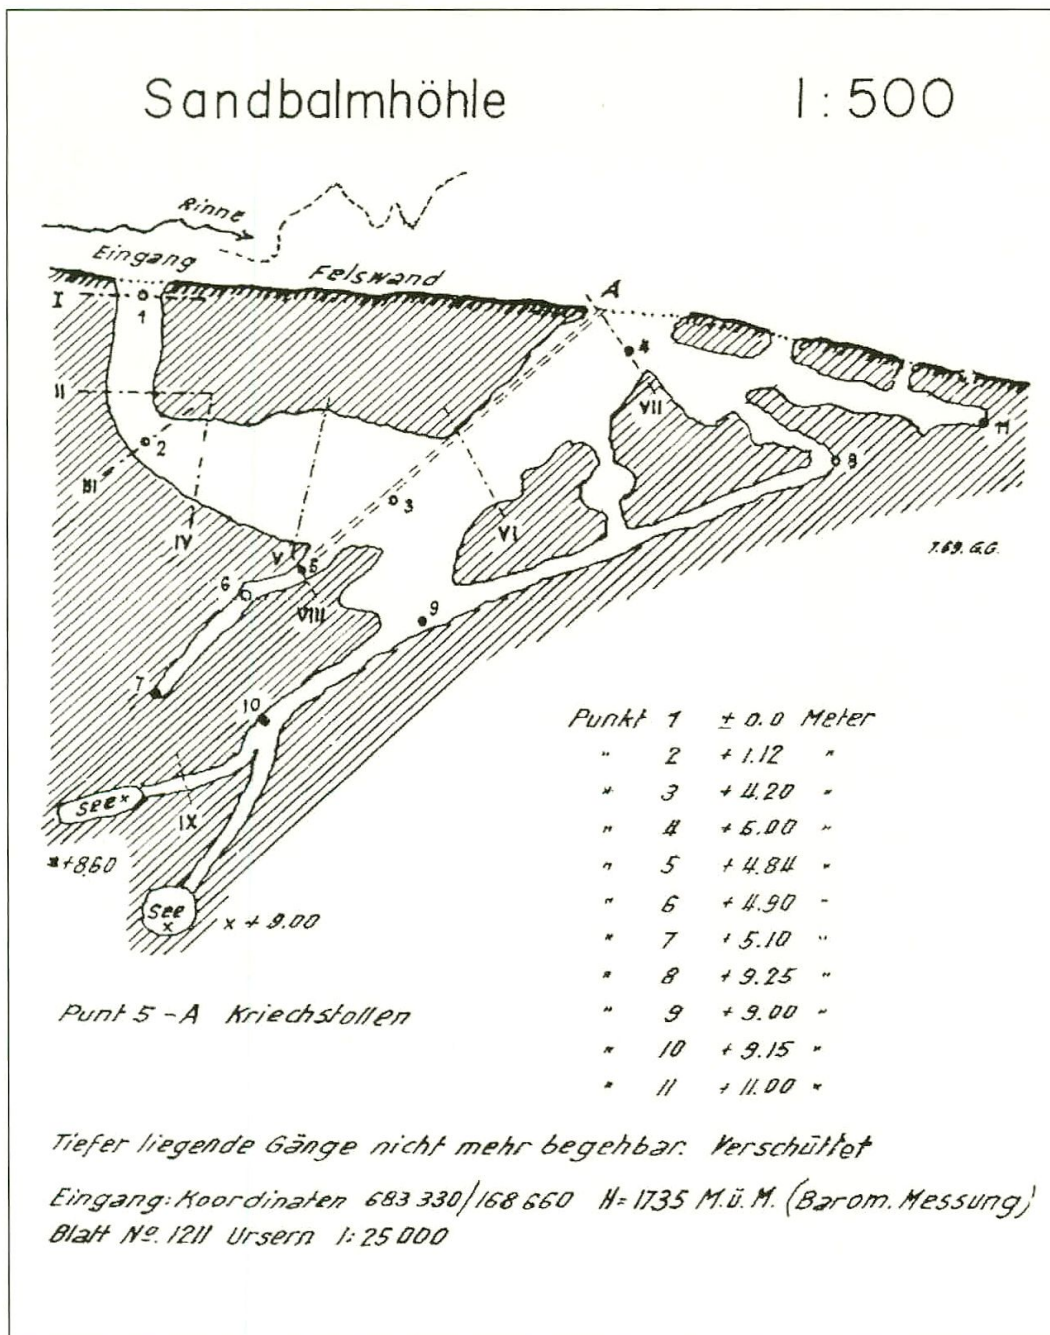 Sandbalmhöhle 1:500
Rinne
Eingang
Felswand
A
I
1
4
II
VII
11
2
8
III
3
IV
VI
V
5
7.69. G.G.
6
VIII
9
7
10
See x
IX
x +8.60
See
x
x + 9.00
Punkt 1 ± 0.0 Meter
" 2 + 1.12 "
" 3 + 4.20 "
" 4 + 6.00 "
" 5 + 4.84 "
" 6 + 4.90 "
" 7 + 5.10 "
" 8 + 9.25 "
" 9 + 9.00 "
" 10 + 9.15 "
" 11 + 11.00 "
Punt 5 - A Kriechstollen
Tiefer liegende Gänge nicht mehr begehbar. Verschüttet
Eingang: Koordinaten 683 330/168 660 H= 1735 M.ü.M. (Barom. Messung)
Blatt Nº. 1211 Ursern 1:25 000